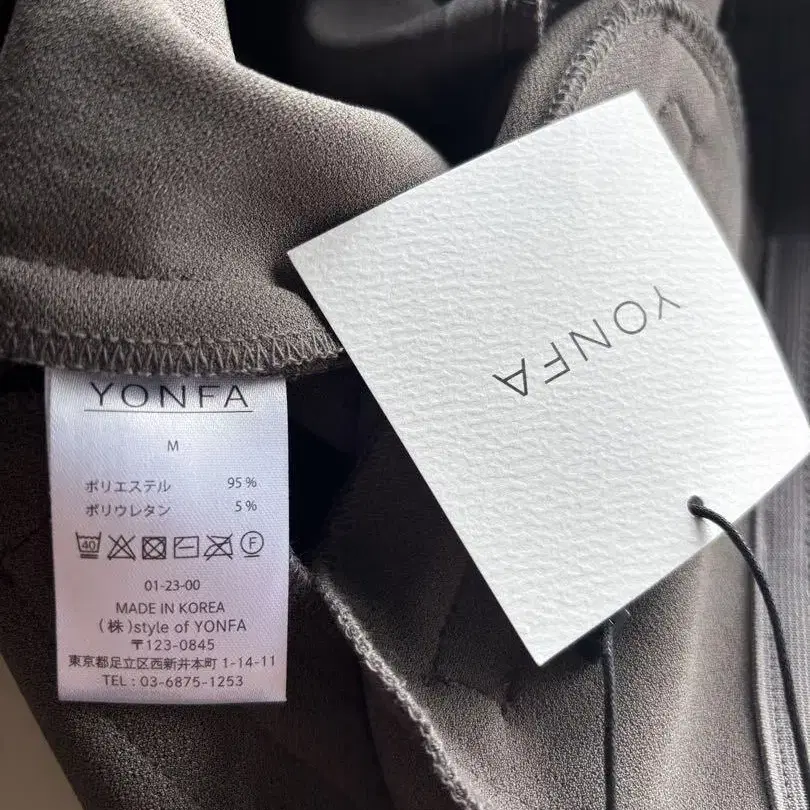 YONFA
M
ポリエステル 95%
ポリウレタン 5%
40 F
01-23-00
MADE IN KOREA
(株)style of YONFA
〒123-0845
東京都足立区西新井本町 1-14-11
TEL : 03-6875-1253
YONFA